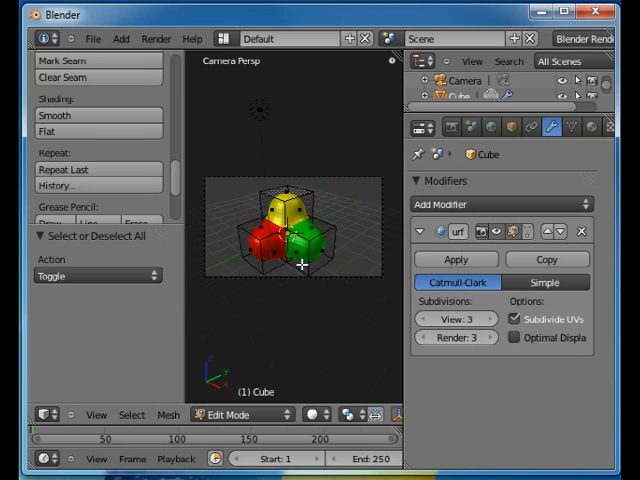 Blender
File Add Render Help Default Scene Blender Rend
Mark Seam
Clear Seam
Shading:
Smooth
Flat
Repeat:
Repeat Last
History...
Grease Pencil:
Draw Line Erase
Select or Deselect All
Action
Toggle
Camera Persp
(1) Cube
View Search All Scenes
Camera
Cube
Cube
Modifiers
Add Modifier
urf
Apply Copy
Catmull-Clark Simple
Subdivisions: Options:
View: 3 Subdivide UVs
Render: 3 Optimal Displa
View Select Mesh Edit Mode
50 100 150 200
View Frame Playback Start: 1 End: 250